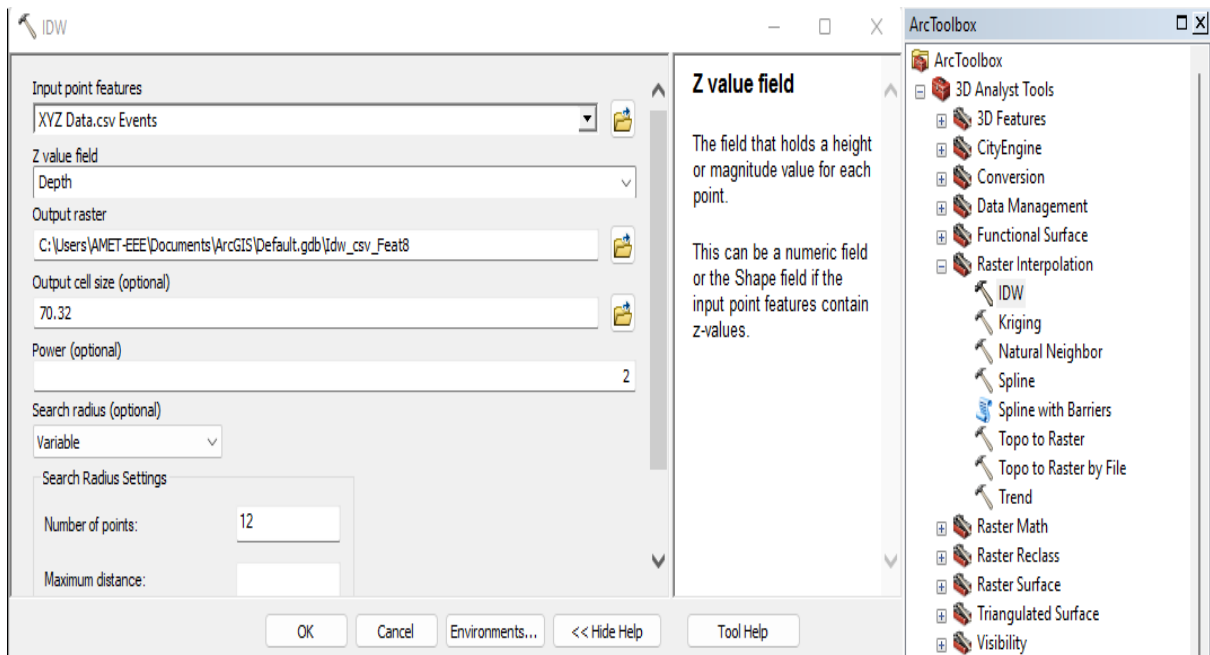 IDW
Input point features
XYZ Data.csv Events
Z value field
Depth
Output raster
C:\Users\AMET-EEE\Documents\ArcGIS\Default.gdb\Idw_csv_Feat8
Output cell size (optional)
70.32
Power (optional)
2
Search radius (optional)
Variable
Search Radius Settings
Number of points:
12
Maximum distance:
OK
Cancel
Environments...
<< Hide Help
Tool Help
Z value field
The field that holds a height
or magnitude value for each
point.
This can be a numeric field
or the Shape field if the
input point features contain
z-values.
ArcToolbox
ArcToolbox
3D Analyst Tools
3D Features
CityEngine
Conversion
Data Management
Functional Surface
Raster Interpolation
IDW
Kriging
Natural Neighbor
Spline
Spline with Barriers
Topo to Raster
Topo to Raster by File
Trend
Raster Math
Raster Reclass
Raster Surface
Triangulated Surface
Visibility